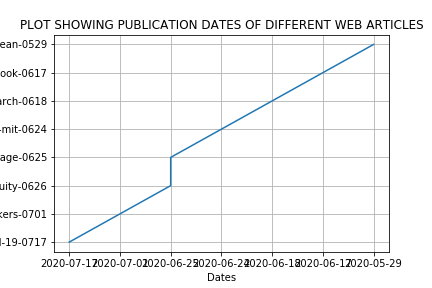 PLOT SHOWING PUBLICATION DATES OF DIFFERENT WEB ARTICLES
ean-0529
ook-0617
arch-0618
-mit-0624
age-0625
uity-0626
kers-0701
l-19-0717
2020-07-17 2020-07-01 2020-06-25 2020-06-24 2020-06-18 2020-06-17 2020-05-29
Dates